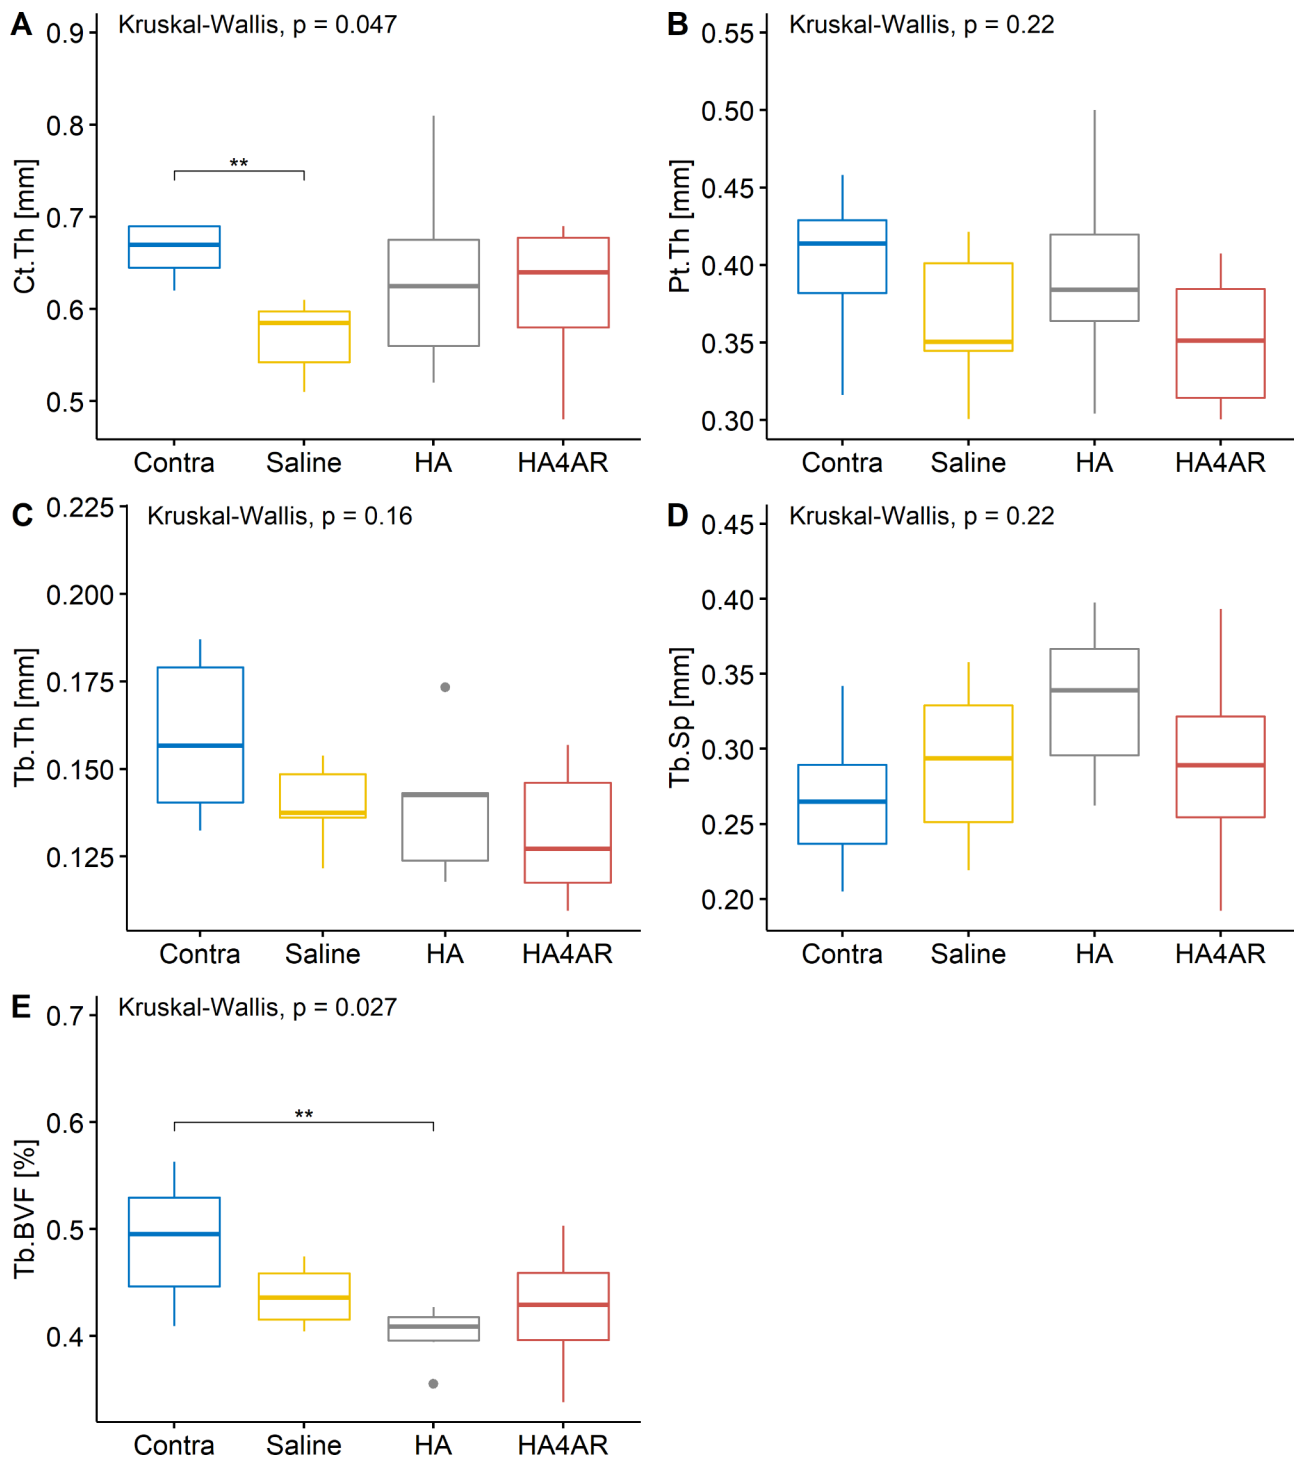 A Kruskal-Wallis, p = 0.047
0.9
0.8
0.7
0.6
0.5
Ct.Th [mm]
**
Contra Saline HA HA4AR
B Kruskal-Wallis, p = 0.22
0.55
0.50
0.45
0.40
0.35
0.30
Pt.Th [mm]
Contra Saline HA HA4AR
C Kruskal-Wallis, p = 0.16
0.225
0.200
0.175
0.150
0.125
Tb.Th [mm]
Contra Saline HA HA4AR
D Kruskal-Wallis, p = 0.22
0.45
0.40
0.35
0.30
0.25
0.20
Tb.Sp [mm]
Contra Saline HA HA4AR
E Kruskal-Wallis, p = 0.027
0.7
0.6
0.5
0.4
Tb.BVF [%]
**
Contra Saline HA HA4AR